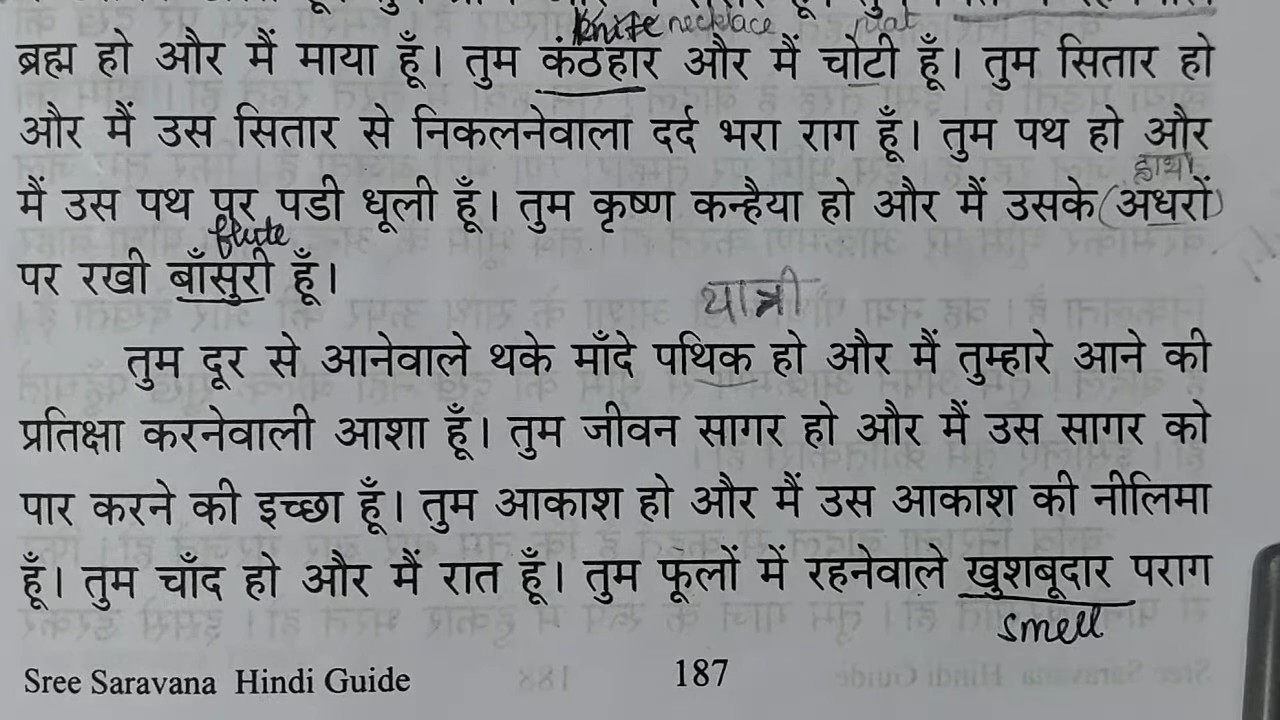 necklace
ब्रह्म हो और मैं माया हूँ। तुम कंठहार और मैं चोटी हूँ। तुम सितार हो
और मैं उस सितार से निकलनेवाला दर्द भरा राग हूँ। तुम पथ हो और
हाथों
मैं उस पथ पर पडी धूली हूँ। तुम कृष्ण कन्हैया हो और मैं उसके (अधरों)
flute
पर रखी बाँसुरी हूँ।
यात्री
तुम दूर से आनेवाले थके माँदे पथिक हो और मैं तुम्हारे आने की
प्रतिक्षा करनेवाली आशा हूँ। तुम जीवन सागर हो और मैं उस सागर को
पार करने की इच्छा हूँ। तुम आकाश हो और मैं उस आकाश की नीलिमा
हूँ। तुम चाँद हो और मैं रात हूँ। तुम फूलों में रहनेवाले खुशबूदार पराग
smell
Sree Saravana Hindi Guide 187